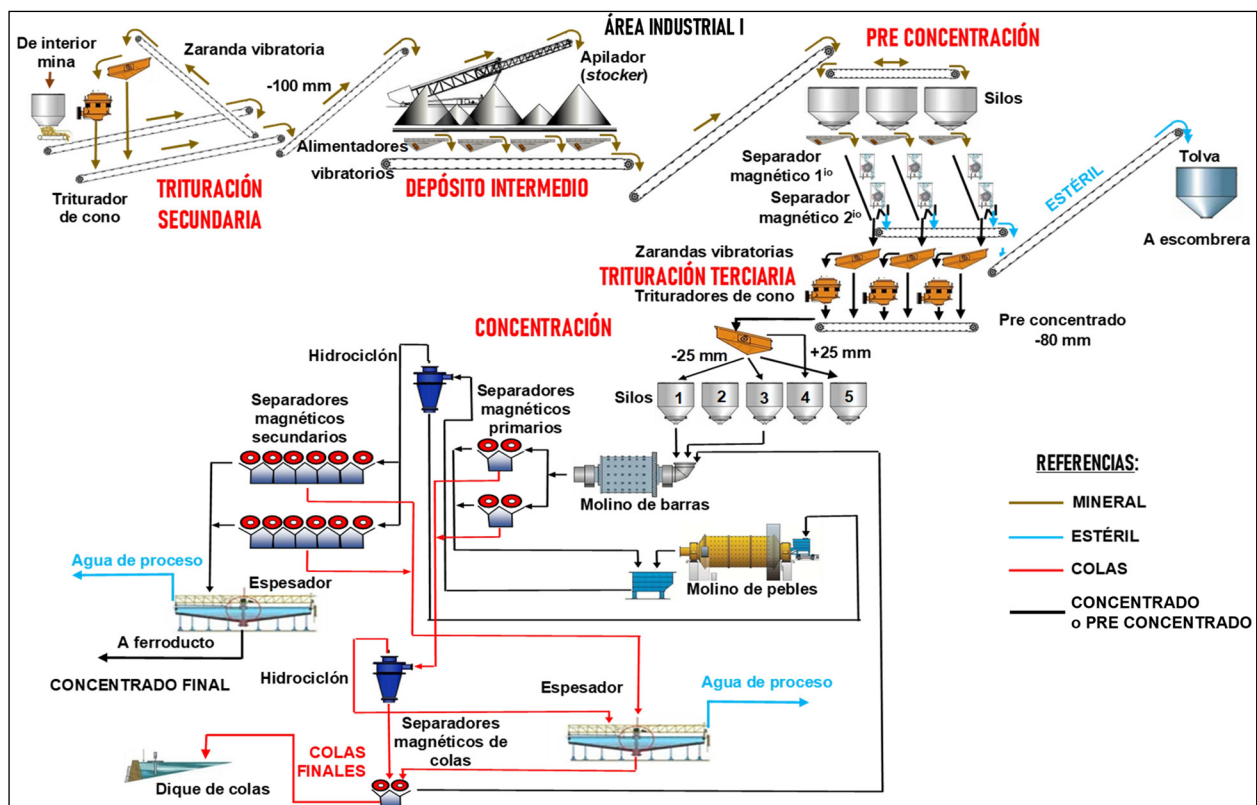 ÁREA INDUSTRIAL I
De interior
mina
Zaranda vibratoria
-100 mm
Triturador
de cono
TRITURACIÓN
SECUNDARIA
Apilador
(stocker)
Alimentadores
vibratorios
DEPÓSITO INTERMEDIO
PRE CONCENTRACIÓN
Silos
Separador
magnético 1io
Separador
magnético 2io
ESTÉRIL
Tolva
A escombrera
Zarandas vibratorias
TRITURACIÓN TERCIARIA
Trituradores de cono
Pre concentrado
-80 mm
CONCENTRACIÓN
-25 mm
+25 mm
Silos
1
2
3
4
5
Hidrociclón
Separadores
magnéticos
primarios
Separadores
magnéticos
secundarios
Molino de barras
Molino de pebles
Agua de proceso
Espesador
A ferroducto
CONCENTRADO FINAL
Hidrociclón
Espesador
Agua de proceso
Separadores
magnéticos de
colas
COLAS
FINALES
Dique de colas
REFERENCIAS:
MINERAL
ESTÉRIL
COLAS
CONCENTRADO
o PRE CONCENTRADO